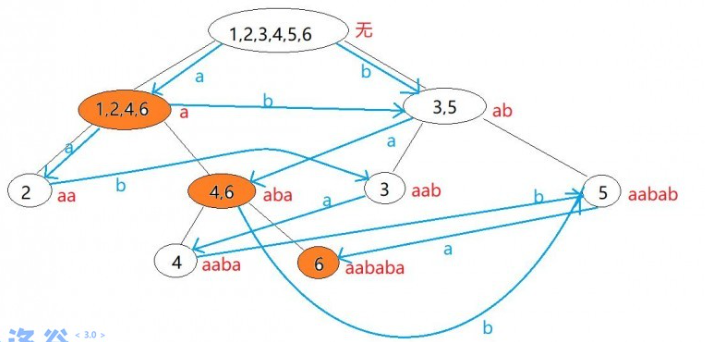 1,2,3,4,5,6 无
a b
1,2,4,6 a b 3,5 ab
a a
2 aa b 4,6 aba a 3 aab b 5 aabab
4 aaba 6 aababa a
b
洛谷 < 3.0 >